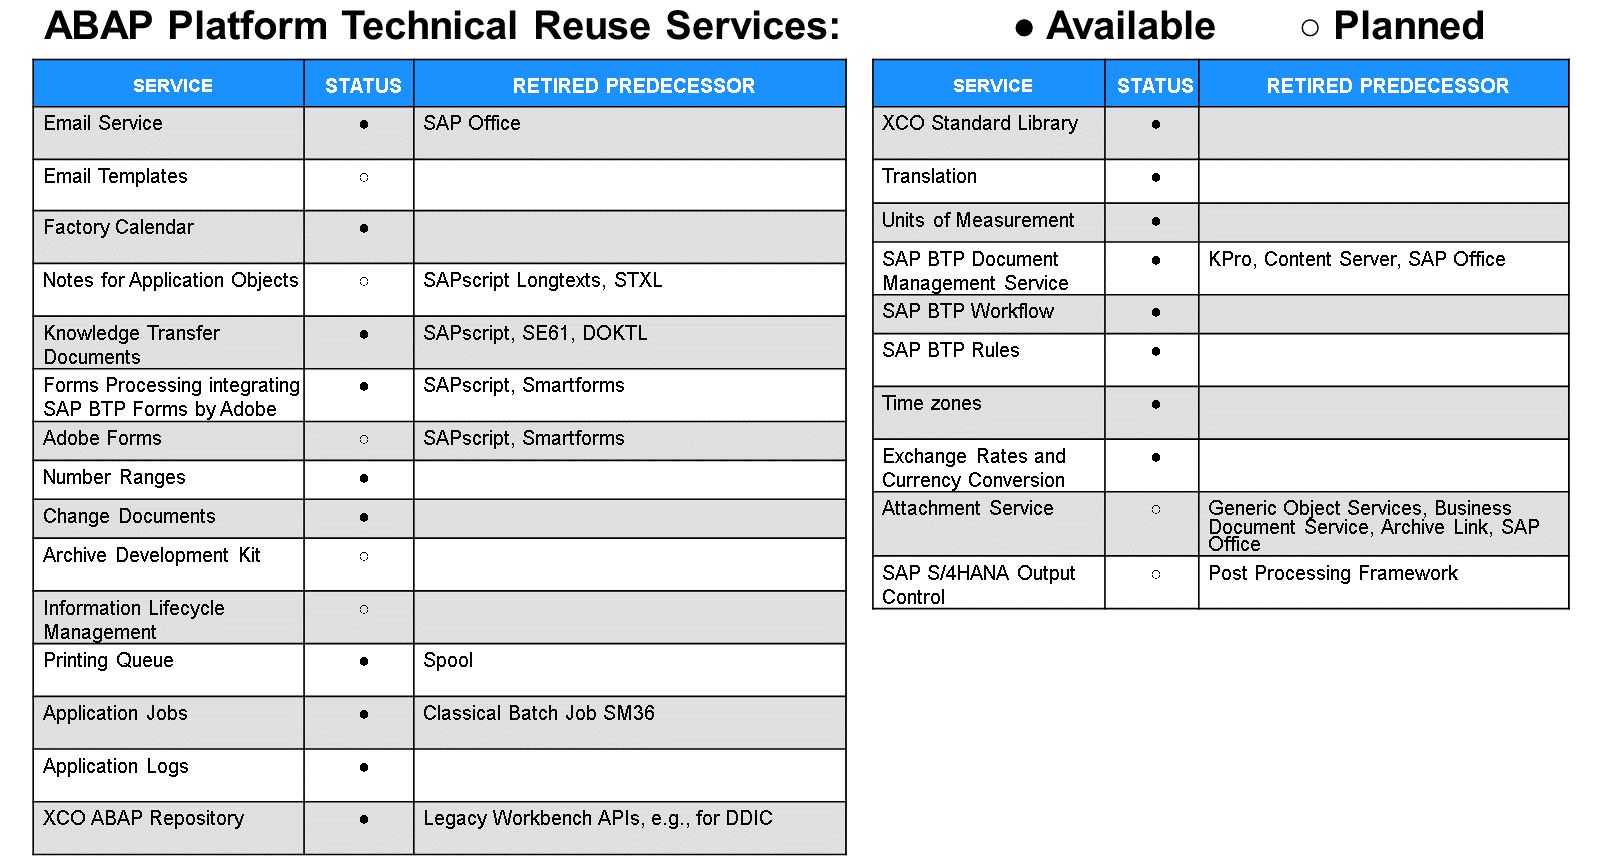 ABAP Platform Technical Reuse Services: ● Available ○ Planned
SERVICE STATUS RETIRED PREDECESSOR
Email Service ● SAP Office
Email Templates ○
Factory Calendar ●
Notes for Application Objects ○ SAPscript Longtexts, STXL
Knowledge Transfer ● SAPscript, SE61, DOKTL
Documents
Forms Processing integrating ● SAPscript, Smartforms
SAP BTP Forms by Adobe
Adobe Forms ○ SAPscript, Smartforms
Number Ranges ●
Change Documents ●
Archive Development Kit ○
Information Lifecycle ○
Management
Printing Queue ● Spool
Application Jobs ● Classical Batch Job SM36
Application Logs ●
XCO ABAP Repository ● Legacy Workbench APIs, e.g., for DDIC
SERVICE STATUS RETIRED PREDECESSOR
XCO Standard Library ●
Translation ●
Units of Measurement ●
SAP BTP Document ● KPro, Content Server, SAP Office
Management Service
SAP BTP Workflow ●
SAP BTP Rules ●
Time zones ●
Exchange Rates and ●
Currency Conversion
Attachment Service ○ Generic Object Services, Business
Document Service, Archive Link, SAP
Office
SAP S/4HANA Output ○ Post Processing Framework
Control